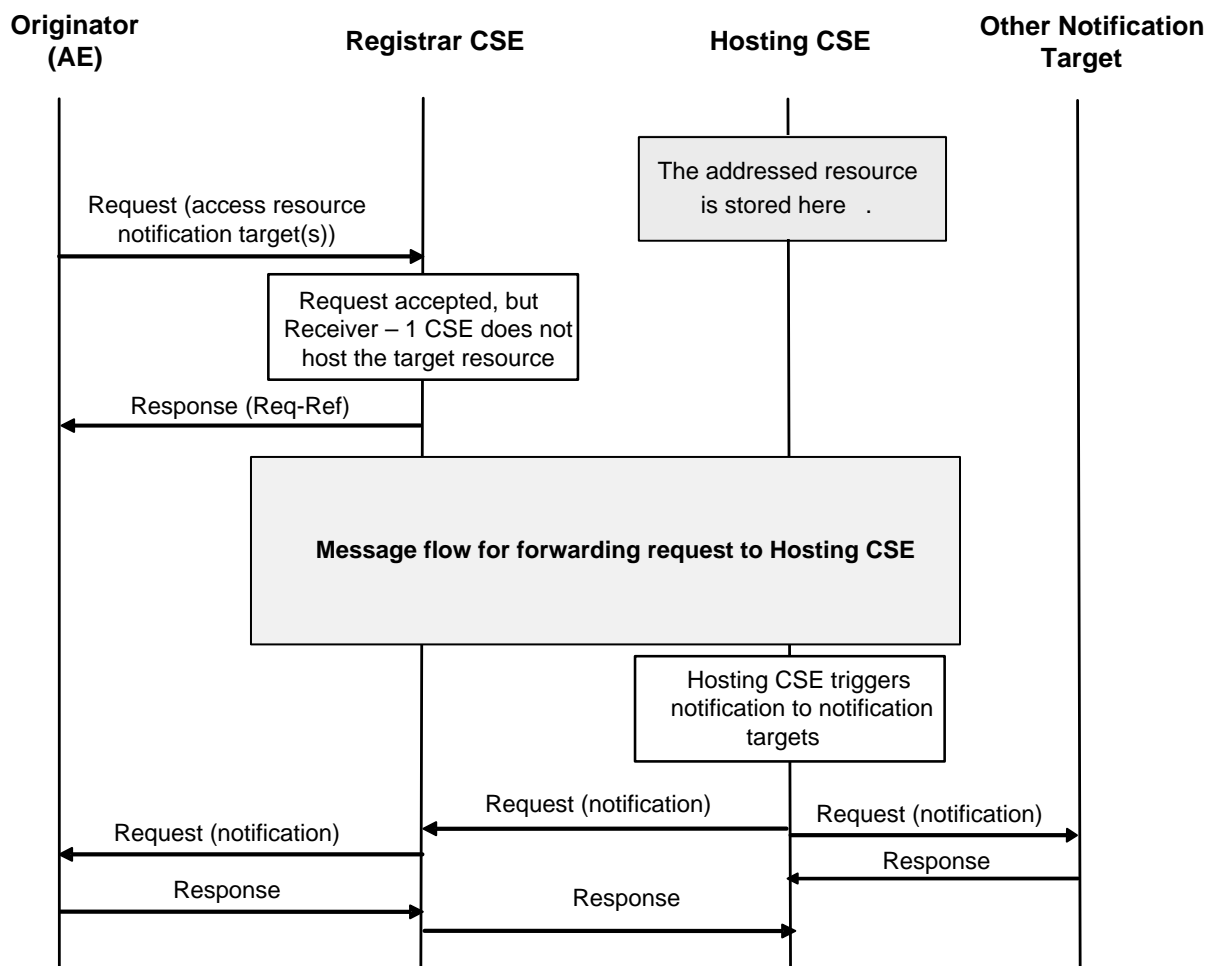 Originator
(AE)
Registrar CSE
Hosting CSE
Other Notification
Target
The addressed resource
is stored here .
Request (access resource
notification target(s))
Request accepted, but
Receiver – 1 CSE does not
host the target resource
Response (Req-Ref)
Message flow for forwarding request to Hosting CSE
Hosting CSE triggers
notification to notification
targets
Request (notification)
Request (notification)
Request (notification)
Response
Response
Response